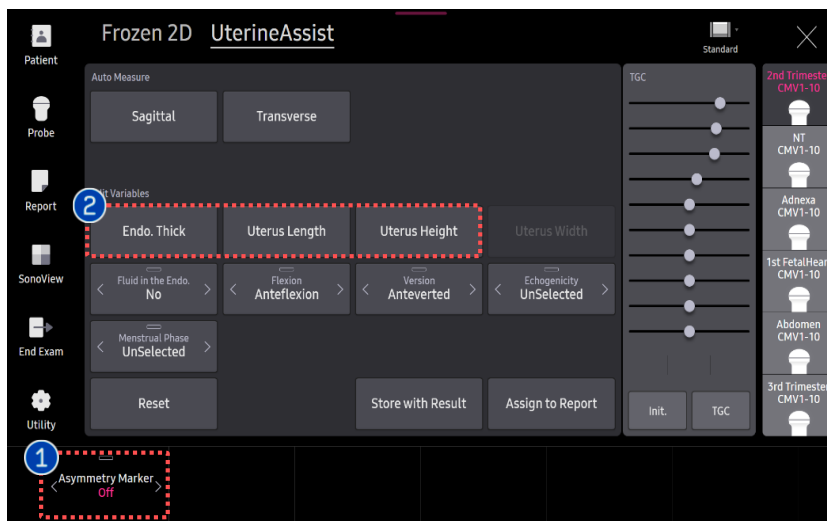 Frozen 2D UterineAssist
Standard
Patient
Probe
Report
SonoView
End Exam
Utility
Auto Measure
Sagittal Transverse
2
dit Variables
Endo. Thick Uterus Length Uterus Height Uterus Width
Fluid in the Endo. Flexion Version Echogenicity
No Anteflexion Anteverted UnSelected
Menstrual Phase
UnSelected
Reset Store with Result Assign to Report
TGC
Init. TGC
2nd Trimeste
CMV1-10
NT
CMV1-10
Adnexa
CMV1-10
1st FetalHear
CMV1-10
Abdomen
CMV1-10
3rd Trimester
CMV1-10
1
Asymmetry Marker
Off